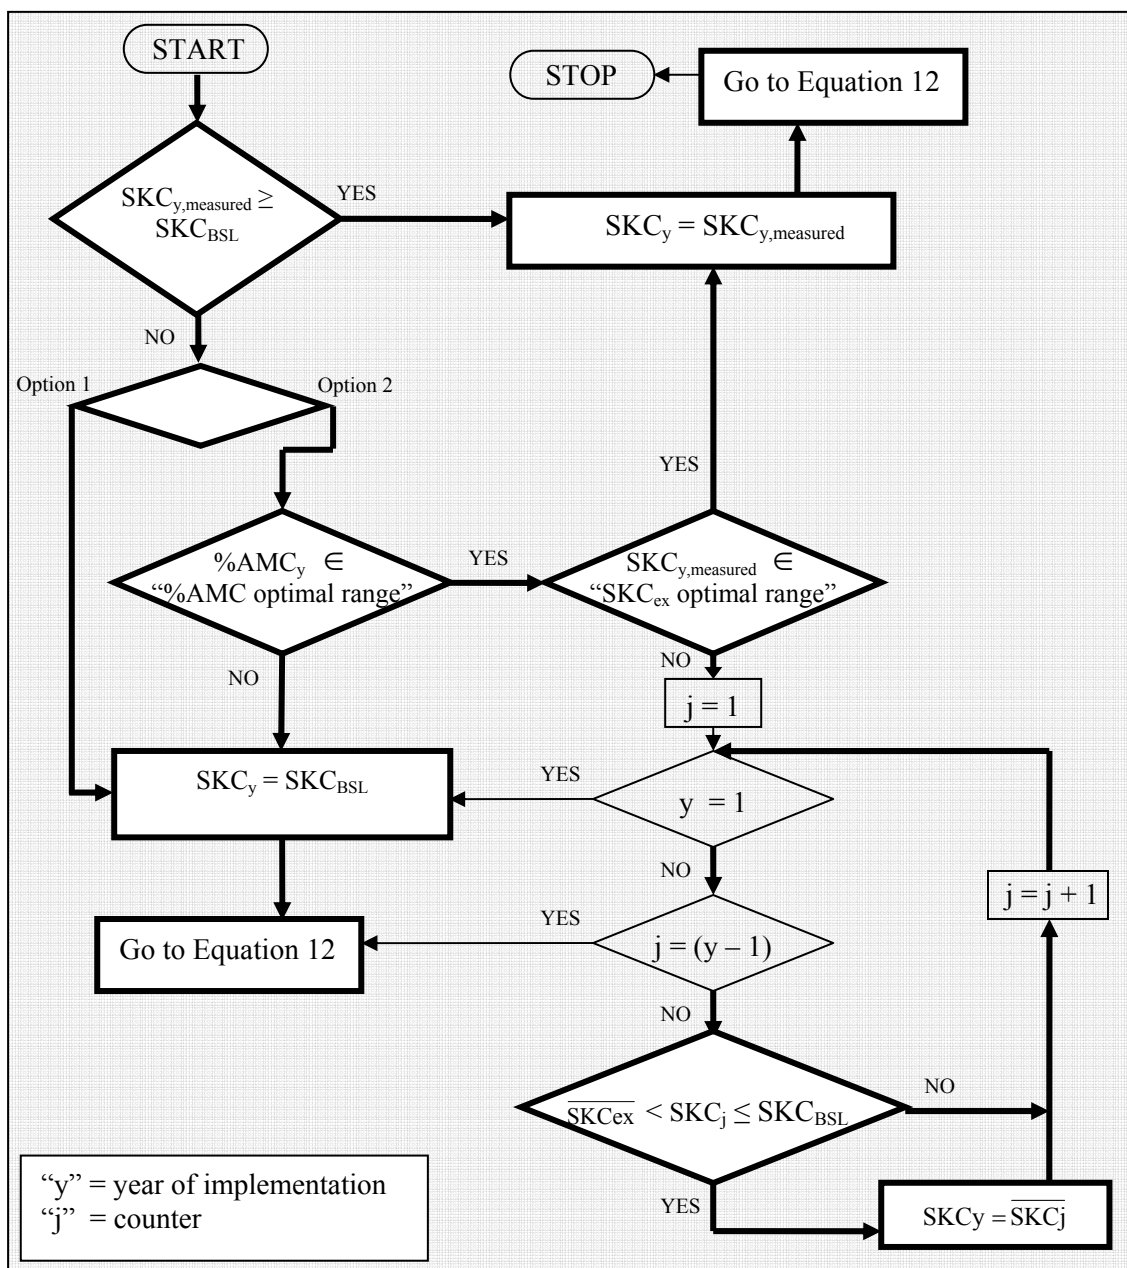 START
STOP
Go to Equation 12
SKCy,measured ≥
SKCBSL
YES
SKCy = SKCy,measured
NO
Option 1
Option 2
YES
%AMCy ∈
“%AMC optimal range”
YES
SKCy,measured ∈
“SKCex optimal range”
NO
NO
j = 1
SKCy = SKCBSL
YES
y = 1
NO
j = j + 1
Go to Equation 12
YES
j = (y – 1)
NO
S̅K̅C̅e̅x̅ < SKCj ≤ SKCBSL
NO
YES
SKCy = S̅K̅C̅j̅
“y” = year of implementation
“j” = counter